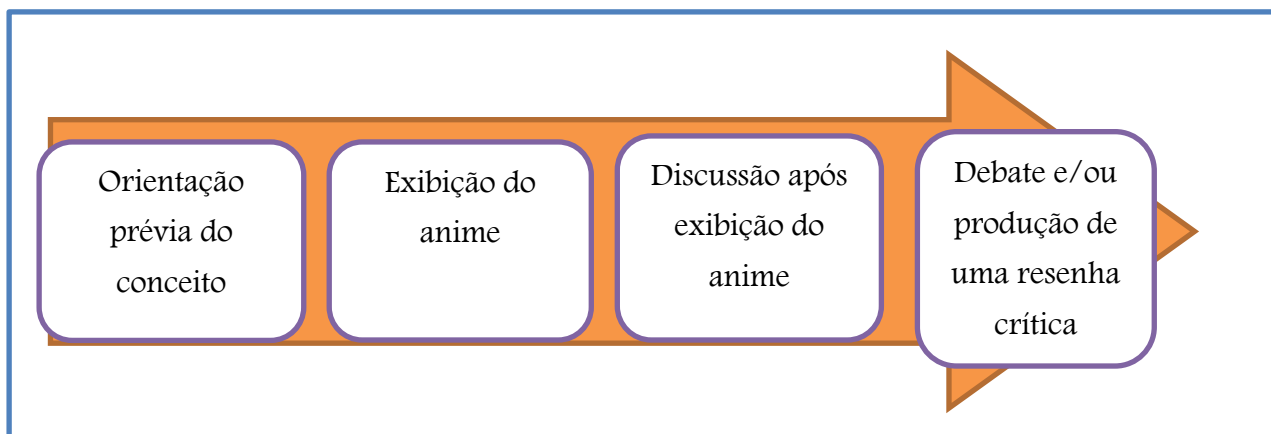 Orientação
prévia do
conceito
Exibição do
anime
Discussão após
exibição do
anime
Debate e/ou
produção de
uma resenha
crítica